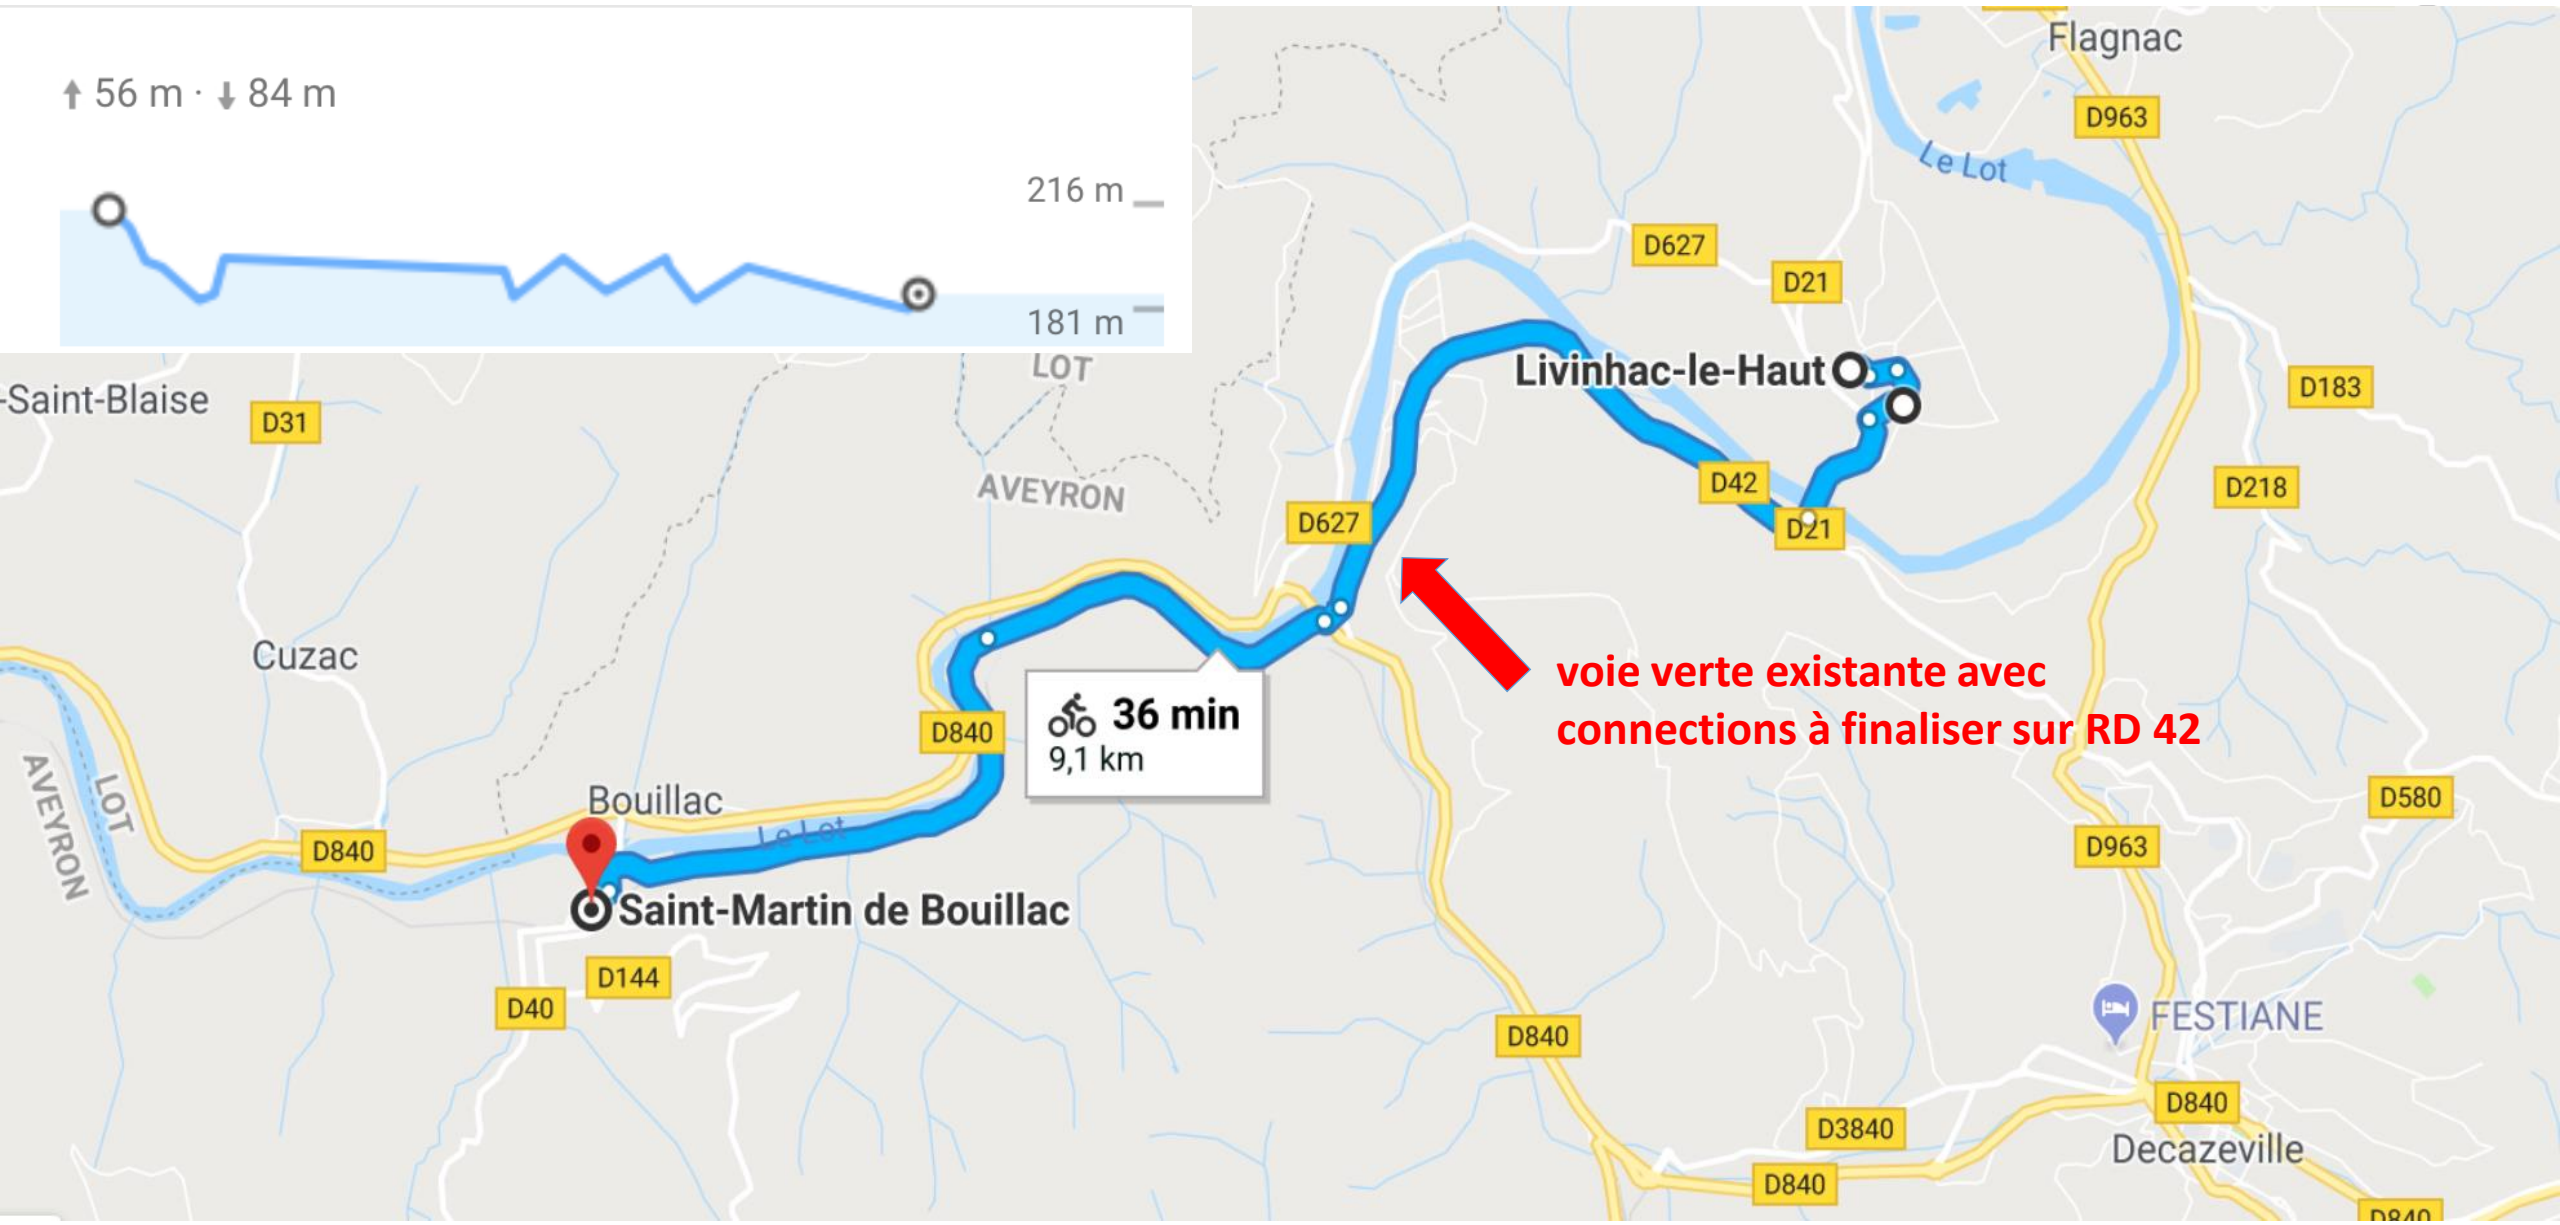 ↑ 56 m · ↓ 84 m
216 m
181 m
Flagnac
D963
Le Lot
D627
D21
Livinhac-le-Haut
D183
LOT
-Saint-Blaise
D31
AVEYRON
D42
D218
D627
D21
Cuzac
voie verte existante avec
connections à finaliser sur RD 42
36 min
9,1 km
D840
LOT
AVEYRON
Bouillac
Le Lot
D840
D580
D963
Saint-Martin de Bouillac
D144
D40
FESTIANE
D840
D840
D3840
Decazeville
D840
D840